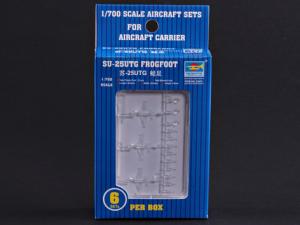 1/700 SCALE AIRCRAFT SETS
FOR
AIRCRAFT CARRIER
SU-25UTG FROGFOOT
苏-25UTG 蛙足
1/700
SCALE
6
SETS
PER BOX